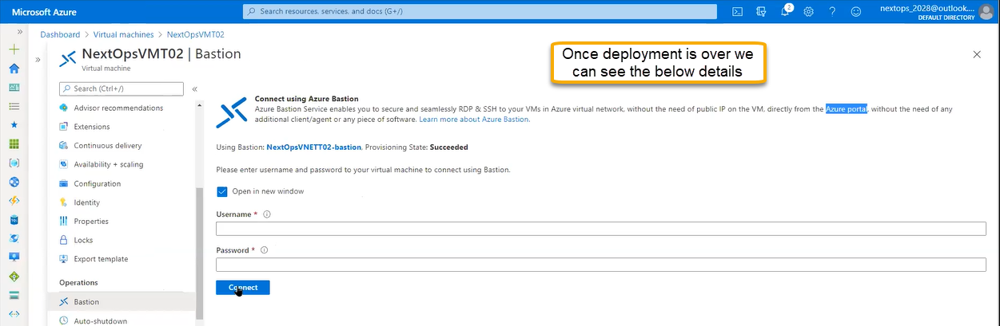 Microsoft Azure
Search resources, services, and docs (G+/)
2
nextops_2028@outlook....
DEFAULT DIRECTORY
Dashboard > Virtual machines > NextOpsVMT02
NextOpsVMT02 | Bastion
Virtual machine
Once deployment is over we
can see the below details
Search (Ctrl+/)
Advisor recommendations
Extensions
Continuous delivery
Availability + scaling
Configuration
Identity
Properties
Locks
Export template
Operations
Bastion
Auto-shutdown
Connect using Azure Bastion
Azure Bastion Service enables you to secure and seamlessly RDP & SSH to your VMs in Azure virtual network, without the need of public IP on the VM, directly from the Azure portal, without the need of any
additional client/agent or any piece of software. Learn more about Azure Bastion.
Using Bastion: NextOpsVNETT02-bastion, Provisioning State: Succeeded
Please enter username and password to your virtual machine to connect using Bastion.
Open in new window
Username *
Password *
Connect